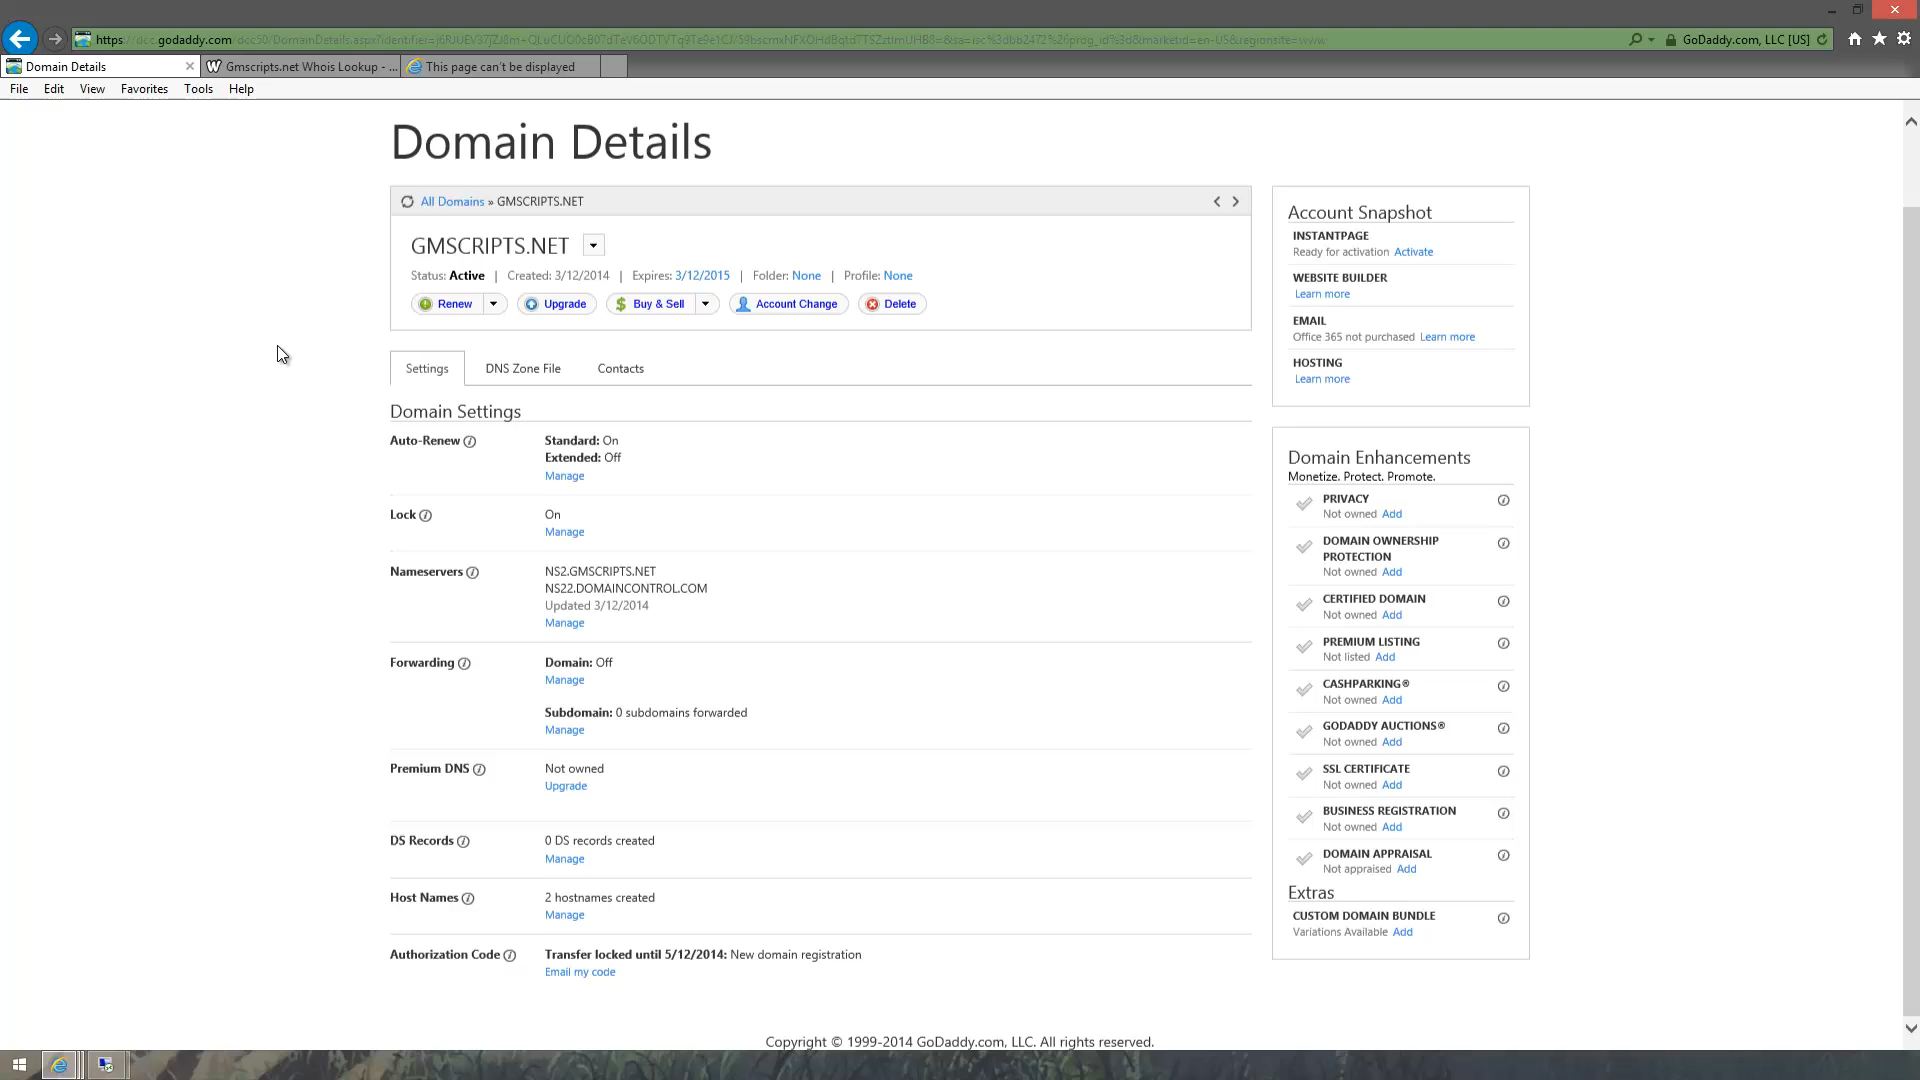 https://dcc.godaddy.com
GoDaddy.com, LLC [US]
Domain Details
Gmscripts.net Whois Lookup - ...
This page can't be displayed
File Edit View Favorites Tools Help
Domain Details
All Domains » GMSCRIPTS.NET
GMSCRIPTS.NET
Status: Active | Created: 3/12/2014 | Expires: 3/12/2015 | Folder: None | Profile: None
Renew Upgrade Buy & Sell Account Change Delete
Settings DNS Zone File Contacts
Domain Settings
Auto-Renew Standard: On
Extended: Off
Manage
Lock On
Manage
Nameservers NS2.GMSCRIPTS.NET
NS22.DOMAINCONTROL.COM
Updated 3/12/2014
Manage
Forwarding Domain: Off
Manage
Subdomain: 0 subdomains forwarded
Manage
Premium DNS Not owned
Upgrade
DS Records 0 DS records created
Manage
Host Names 2 hostnames created
Manage
Authorization Code Transfer locked until 5/12/2014: New domain registration
Email my code
Account Snapshot
INSTANTPAGE
Ready for activation Activate
WEBSITE BUILDER
Learn more
EMAIL
Office 365 not purchased Learn more
HOSTING
Learn more
Domain Enhancements
Monetize. Protect. Promote.
PRIVACY
Not owned Add
DOMAIN OWNERSHIP
PROTECTION
Not owned Add
CERTIFIED DOMAIN
Not owned Add
PREMIUM LISTING
Not listed Add
CASHPARKING®
Not owned Add
GODADDY AUCTIONS®
Not owned Add
SSL CERTIFICATE
Not owned Add
BUSINESS REGISTRATION
Not owned Add
DOMAIN APPRAISAL
Not appraised Add
Extras
CUSTOM DOMAIN BUNDLE
Variations Available Add
Copyright © 1999-2014 GoDaddy.com, LLC. All rights reserved.